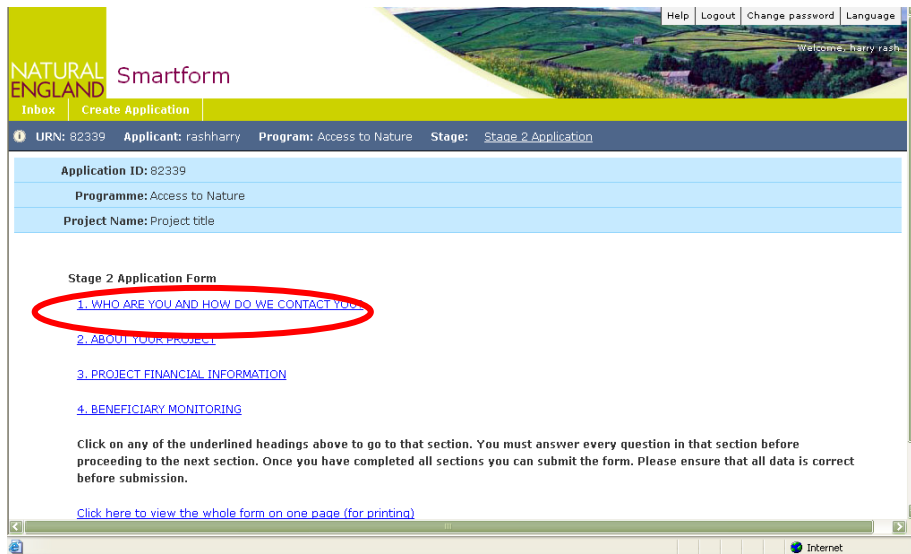 Help Logout Change password Language
Welcome, harry rash
NATURAL
ENGLAND
Smartform
Inbox Create Application
URN: 82339 Applicant: rashharry Program: Access to Nature Stage: Stage 2 Application
Application ID: 82339
Programme: Access to Nature
Project Name: Project title
Stage 2 Application Form
1. WHO ARE YOU AND HOW DO WE CONTACT YOU?
2. ABOUT YOUR PROJECT
3. PROJECT FINANCIAL INFORMATION
4. BENEFICIARY MONITORING
Click on any of the underlined headings above to go to that section. You must answer every question in that section before
proceeding to the next section. Once you have completed all sections you can submit the form. Please ensure that all data is correct
before submission.
Click here to view the whole form on one page (for printing)
Internet